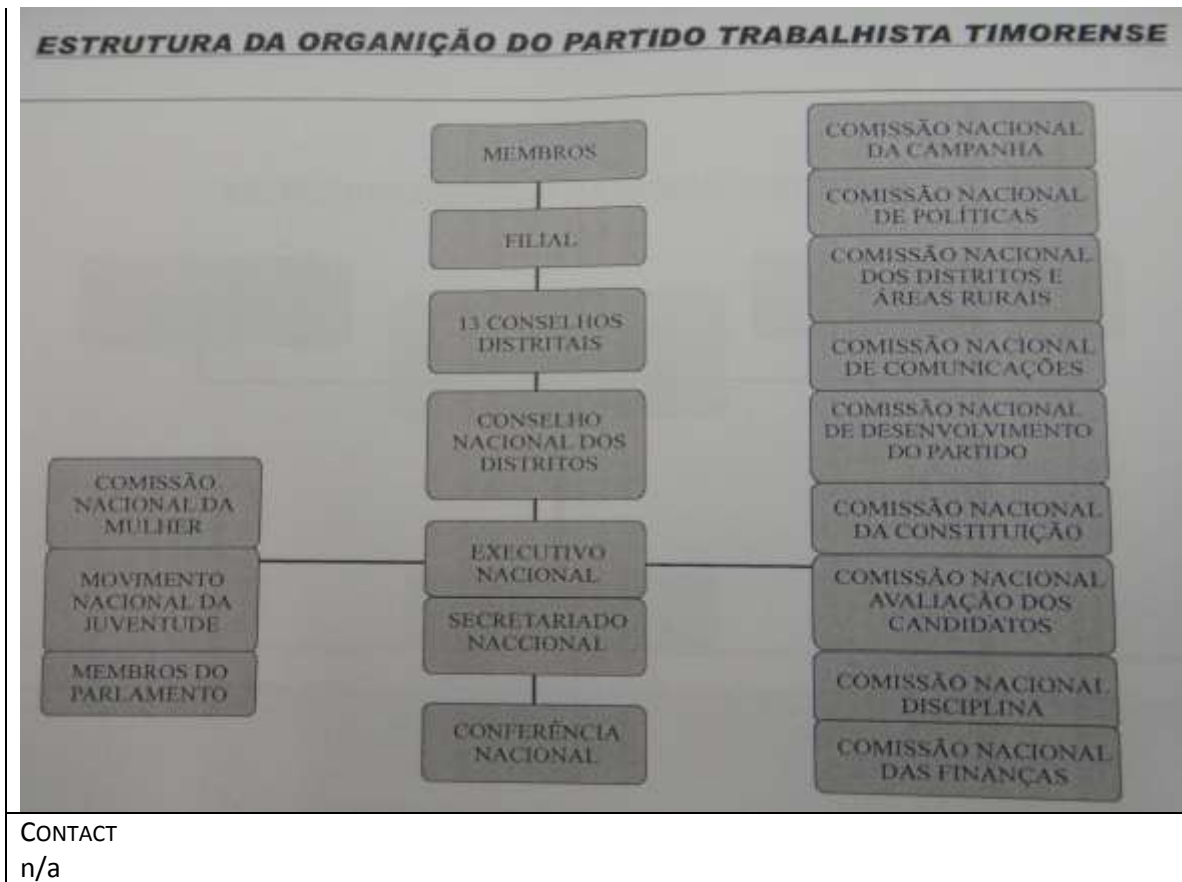 ESTRUTURA DA ORGANIÇÃO DO PARTIDO TRABALHISTA TIMORENSE
MEMBROS
FILIAL
13 CONSELHOS
DISTRITAIS
CONSELHO
NACIONAL DOS
DISTRITOS
EXECUTIVO
NACIONAL
SECRETARIADO
NACCIONAL
CONFERÊNCIA
NACIONAL
COMISSÃO
NACIONAL DA
MULHER
MOVIMENTO
NACIONAL DA
JUVENTUDE
MEMBROS DO
PARLAMENTO
COMISSÃO NACIONAL
DA CAMPANHA
COMISSÃO NACIONAL
DE POLÍTICAS
COMISSÃO NACIONAL
DOS DISTRITOS E
ÁREAS RURAIS
COMISSÃO NACIONAL
DE COMUNICAÇÕES
COMISSÃO NACIONAL
DE DESENVOLVIMENTO
DO PARTIDO
COMISSÃO NACIONAL
DA CONSTITUIÇÃO
COMISSÃO NACIONAL
AVALIAÇÃO DOS
CANDIDATOS
COMISSÃO NACIONAL
DISCIPLINA
COMISSÃO NACIONAL
DAS FINANÇAS
CONTACT
n/a